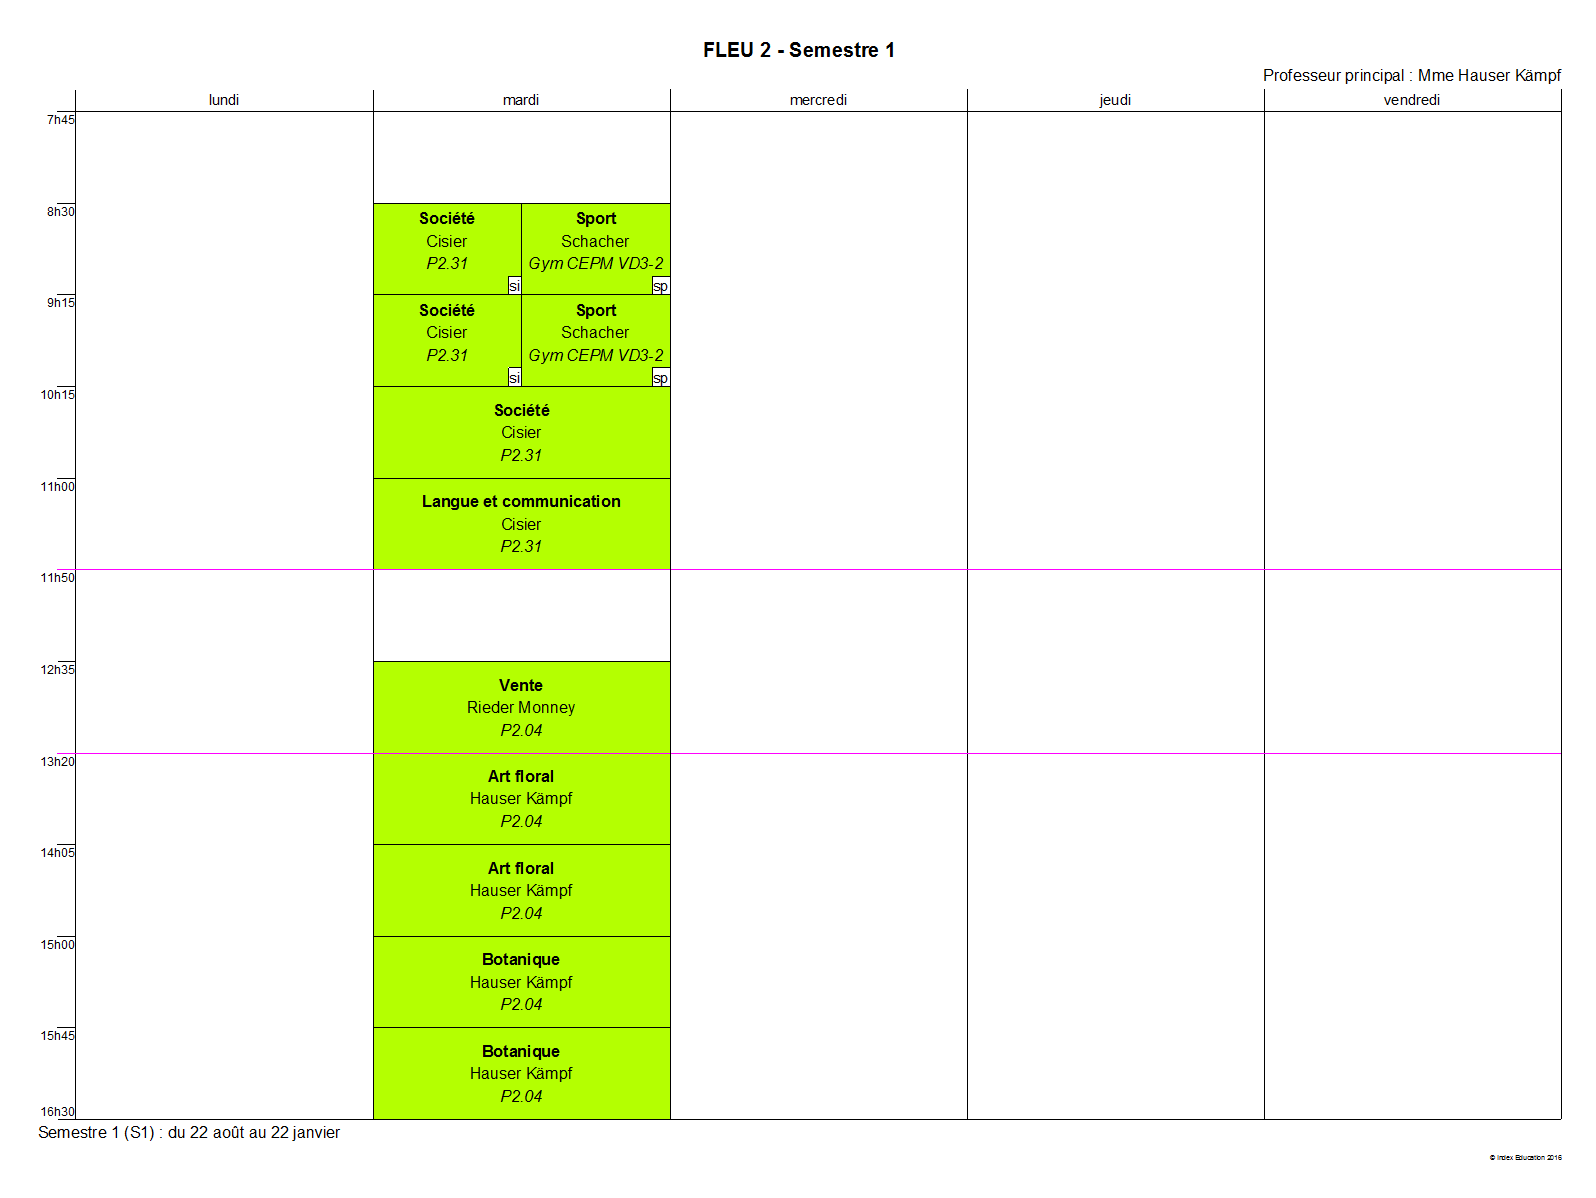 FLEU 2 - Semestre 1
Professeur principal : Mme Hauser Kämpf
lundi mardi mercredi jeudi vendredi
7h45
8h30
Société
Cisier
P2.31
si
Sport
Schacher
Gym CEPM VD3-2
sp
9h15
Société
Cisier
P2.31
si
Sport
Schacher
Gym CEPM VD3-2
sp
10h15
Société
Cisier
P2.31
11h00
Langue et communication
Cisier
P2.31
11h50
12h35
Vente
Rieder Monney
P2.04
13h20
Art floral
Hauser Kämpf
P2.04
14h05
Art floral
Hauser Kämpf
P2.04
15h00
Botanique
Hauser Kämpf
P2.04
15h45
Botanique
Hauser Kämpf
P2.04
16h30
Semestre 1 (S1) : du 22 août au 22 janvier
© Index Education 2016